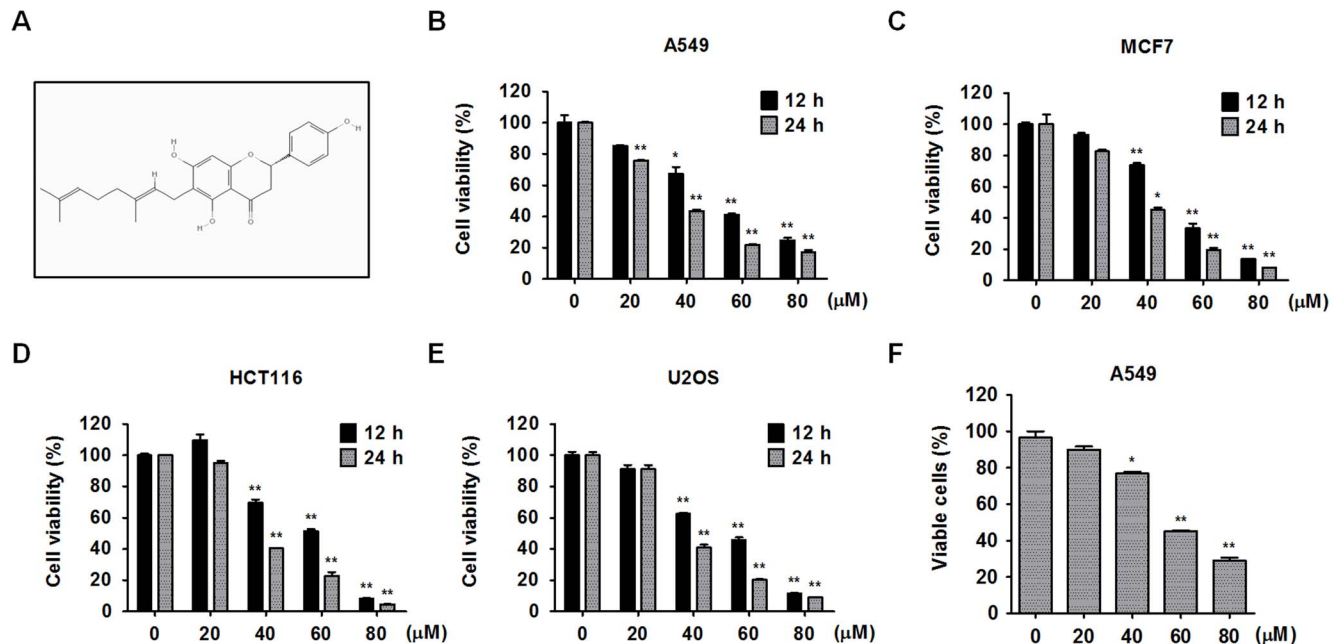 A
OH
H
O
O
H
O
O
H
B
A549
Cell viability (%)
120
100
80
60
40
20
0
12 h
24 h
**
*
**
**
**
**
**
0 20 40 60 80 (μM)
C
MCF7
Cell viability (%)
120
100
80
60
40
20
0
12 h
24 h
**
*
**
**
**
**
0 20 40 60 80 (μM)
D
HCT116
Cell viability (%)
120
100
80
60
40
20
0
12 h
24 h
**
**
**
**
**
**
0 20 40 60 80 (μM)
E
U2OS
Cell viability (%)
120
100
80
60
40
20
0
12 h
24 h
**
**
**
**
**
**
0 20 40 60 80 (μM)
F
A549
Viable cells (%)
120
100
80
60
40
20
0
*
**
**
0 20 40 60 80 (μM)